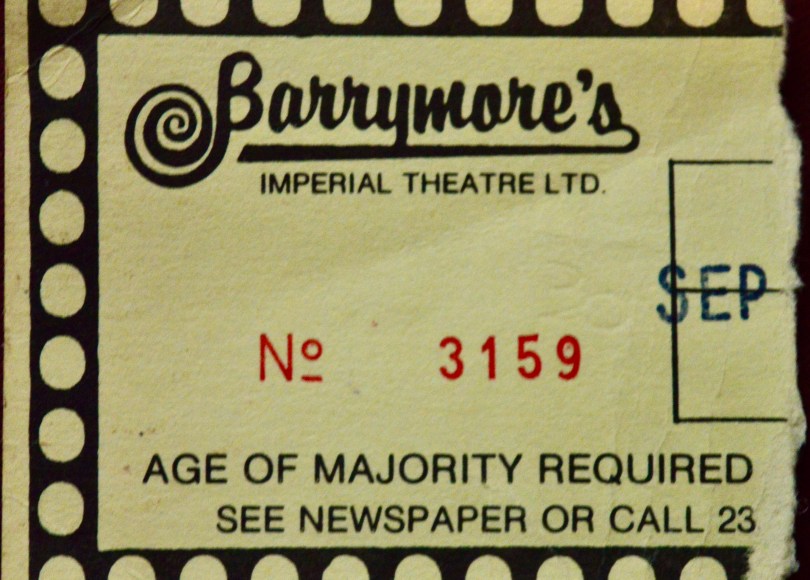 Barrymore's
IMPERIAL THEATRE LTD.
SEP
Nº 3159
AGE OF MAJORITY REQUIRED
SEE NEWSPAPER OR CALL 23